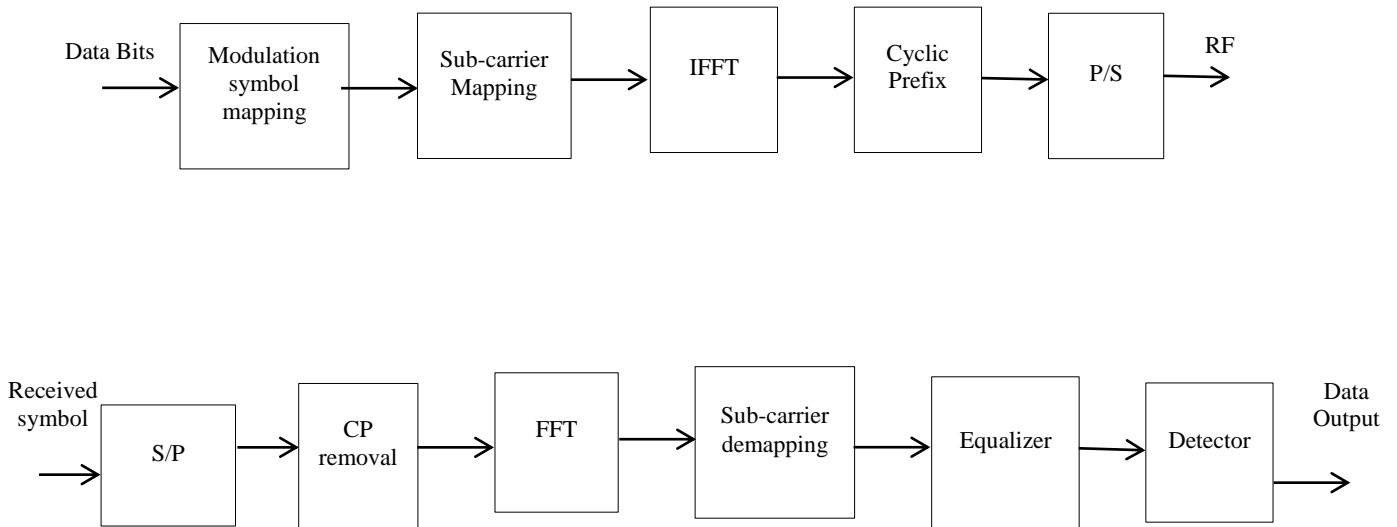 Data Bits
Modulation
symbol
mapping
Sub-carrier
Mapping
IFFT
Cyclic
Prefix
P/S
RF
Received
symbol
S/P
CP
removal
FFT
Sub-carrier
demapping
Equalizer
Detector
Data
Output